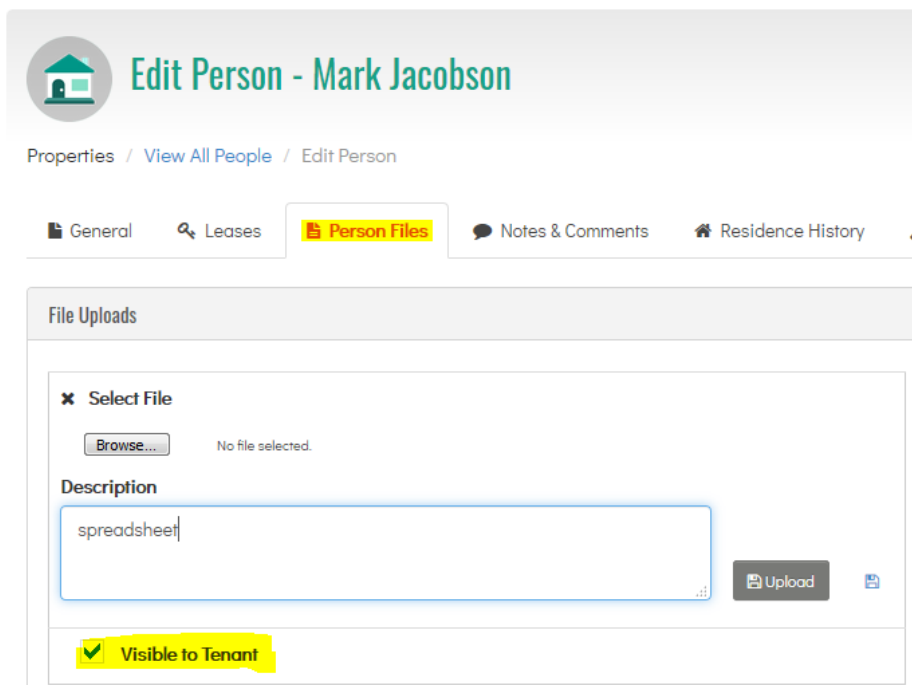 Edit Person - Mark Jacobson
Properties / View All People / Edit Person
General Leases Person Files Notes & Comments Residence History
File Uploads
Select File
Browse... No file selected.
Description
spreadsheet
Upload
Visible to Tenant